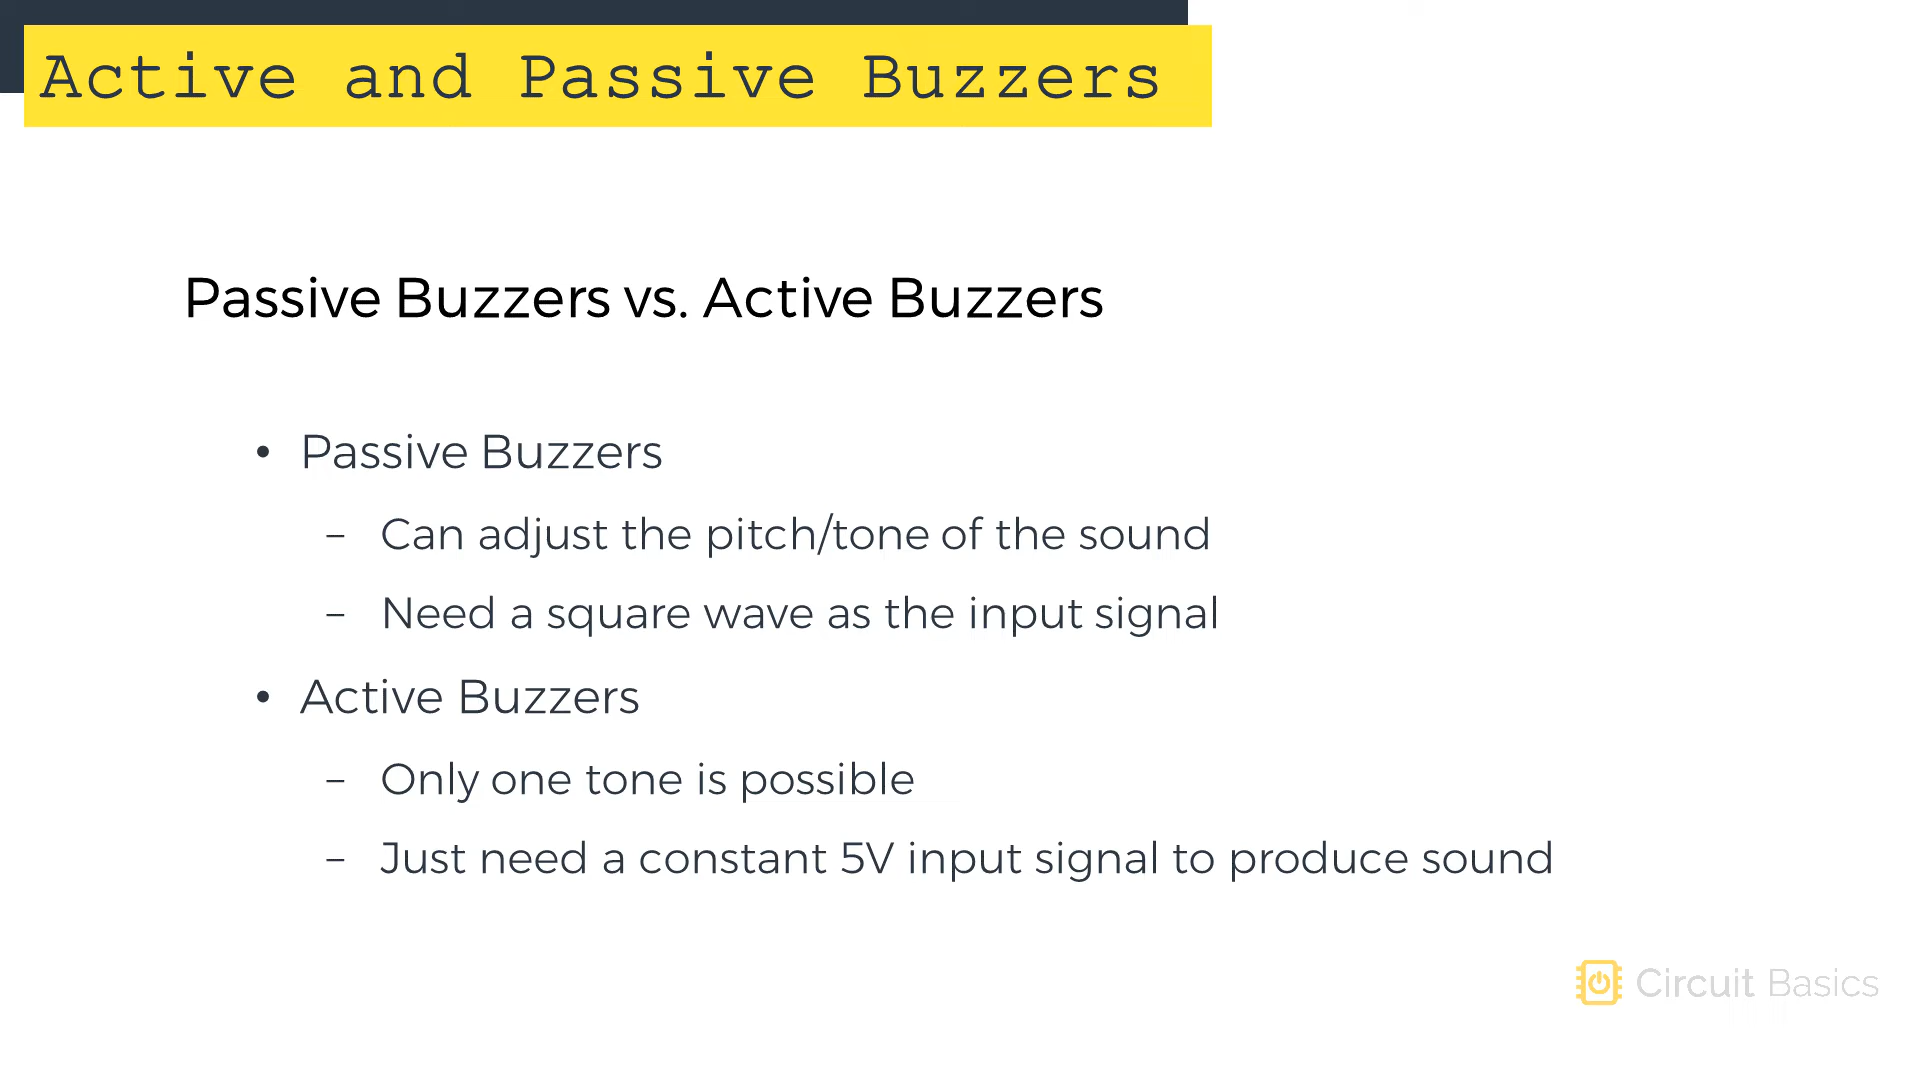 Active and Passive Buzzers
Passive Buzzers vs. Active Buzzers
• Passive Buzzers
– Can adjust the pitch/tone of the sound
– Need a square wave as the input signal
• Active Buzzers
– Only one tone is possible
– Just need a constant 5V input signal to produce sound
Circuit Basics